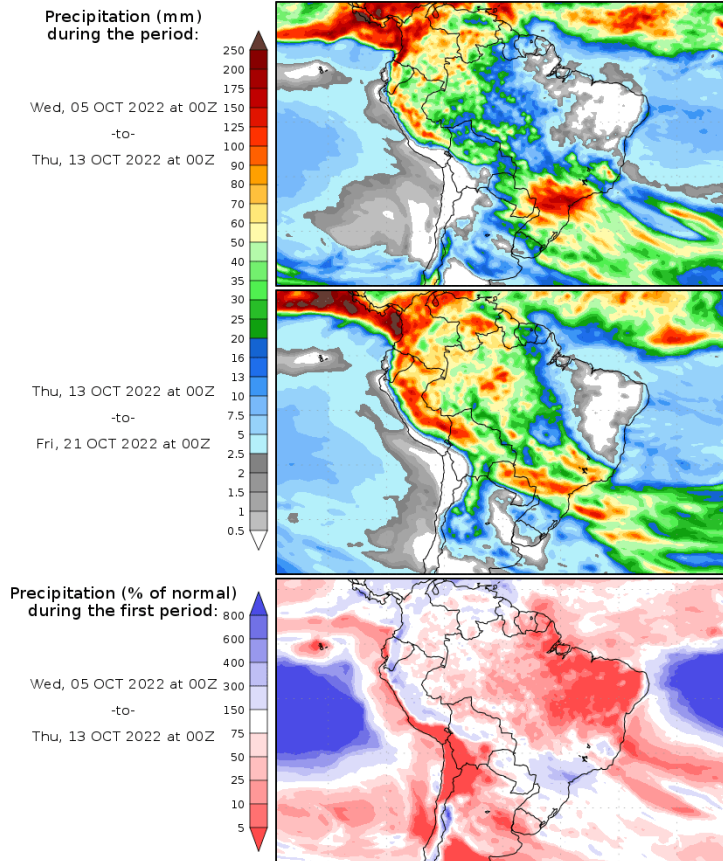 Precipitation (mm)
during the period:
Wed, 05 OCT 2022 at 00Z
-to-
Thu, 13 OCT 2022 at 00Z
Thu, 13 OCT 2022 at 00Z
-to-
Fri, 21 OCT 2022 at 00Z
250
200
175
150
125
100
90
80
70
60
50
40
35
30
25
20
16
13
10
7.5
5
2.5
2
1.5
1
0.5
Precipitation (% of normal)
during the first period:
Wed, 05 OCT 2022 at 00Z
-to-
Thu, 13 OCT 2022 at 00Z
800
600
400
300
150
75
50
25
10
5